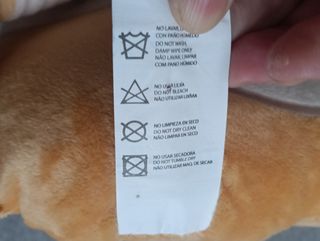 NO LAVAR,
CON PAÑO HÚMEDO
DO NOT WASH,
DAMP WIPE ONLY
NÃO LAVAR, LIMPAR
COM PANO HÚMIDO
NO USAR LEJÍA
DO NOT BLEACH
NÃO UTILIZAR LIXÍVIA
NO LIMPIEZA EN SECO
DO NOT DRY CLEAN
NÃO LIMPAR EM SECO
NO USAR SECADORA
DO NOT TUMBLE DRY
NÃO UTILIZAR MAQ. DE SECAR